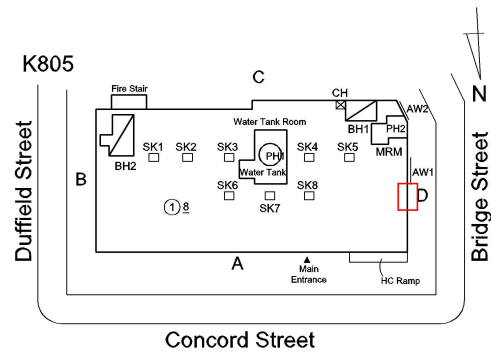 K805
Fire Stair
C
CH
AW2
N
Water Tank Room
BH1
PH2
BH2
SK1
SK2
SK3
PH1
SK4
SK5
MRM
Water Tank
AW1
B
SK6
SK7
SK8
D
1 8
A
Main
Entrance
HC Ramp
Duffield Street
Bridge Street
Concord Street